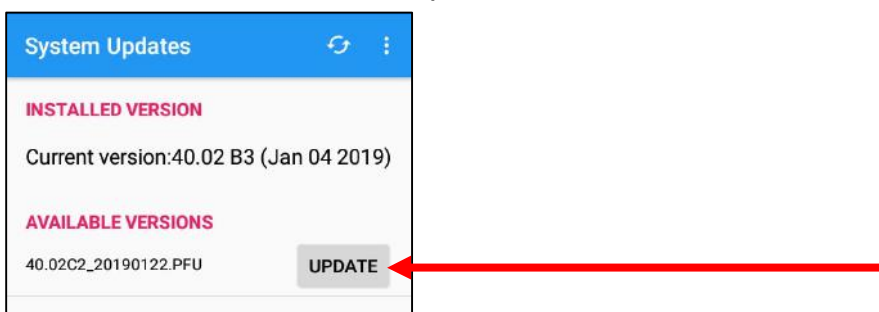 System Updates
INSTALLED VERSION
Current version:40.02 B3 (Jan 04 2019)
AVAILABLE VERSIONS
40.02C2_20190122.PFU UPDATE